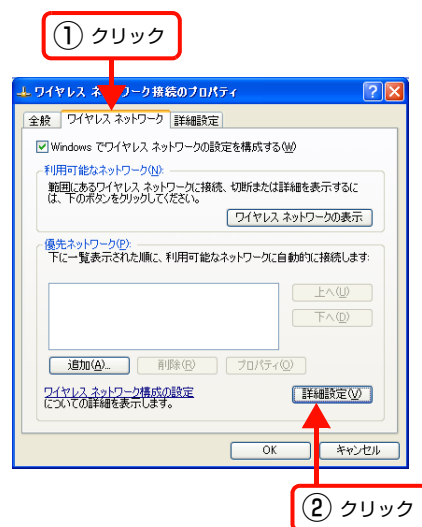 ① クリック
ワイヤレス ネットワーク接続のプロパティ
全般 ワイヤレス ネットワーク 詳細設定
Windows でワイヤレス ネットワークの設定を構成する(W)
利用可能なネットワーク(N):
範囲にあるワイヤレス ネットワークに接続、切断または詳細を表示するに
は、下のボタンをクリックしてください。
ワイヤレス ネットワークの表示
優先ネットワーク(P):
下に一覧表示された順に、利用可能なネットワークに自動的に接続します:
上へ(U)
下へ(D)
追加(A)... 削除(R) プロパティ(O)
ワイヤレス ネットワーク構成の設定
についての詳細を表示します。
詳細設定(V)
OK キャンセル
② クリック